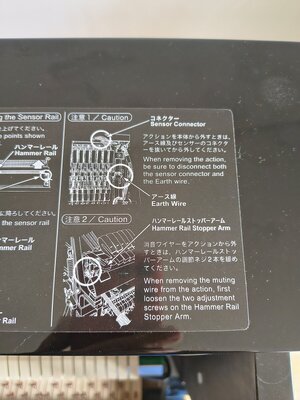 g the Sensor Rail
上げてください。
e points shown
ハンマーレール
Hammer Rail
に降ろしてください。
e sensor rail
レール
r Rail
注意1/ Caution
コネクター
Sensor Connector
アクションを本体から外すときは、
アース線及びセンサーのコネクタ
ーを抜いてから外してください。
When removing the action,
be sure to disconnect both
the sensor connector and
the Earth wire.
アース線
Earth Wire
注意2/ Caution
ハンマーレールストッパーアーム
Hammer Rail Stopper Arm
消音ワイヤーをアクションから外
すときは、ハンマーレールストッ
パーアームの調節ネジ2本を緩め
てください。
When removing the muting
wire from the action, first
loosen the two adjustment
screws on the Hammer Rail
Stopper Arm.